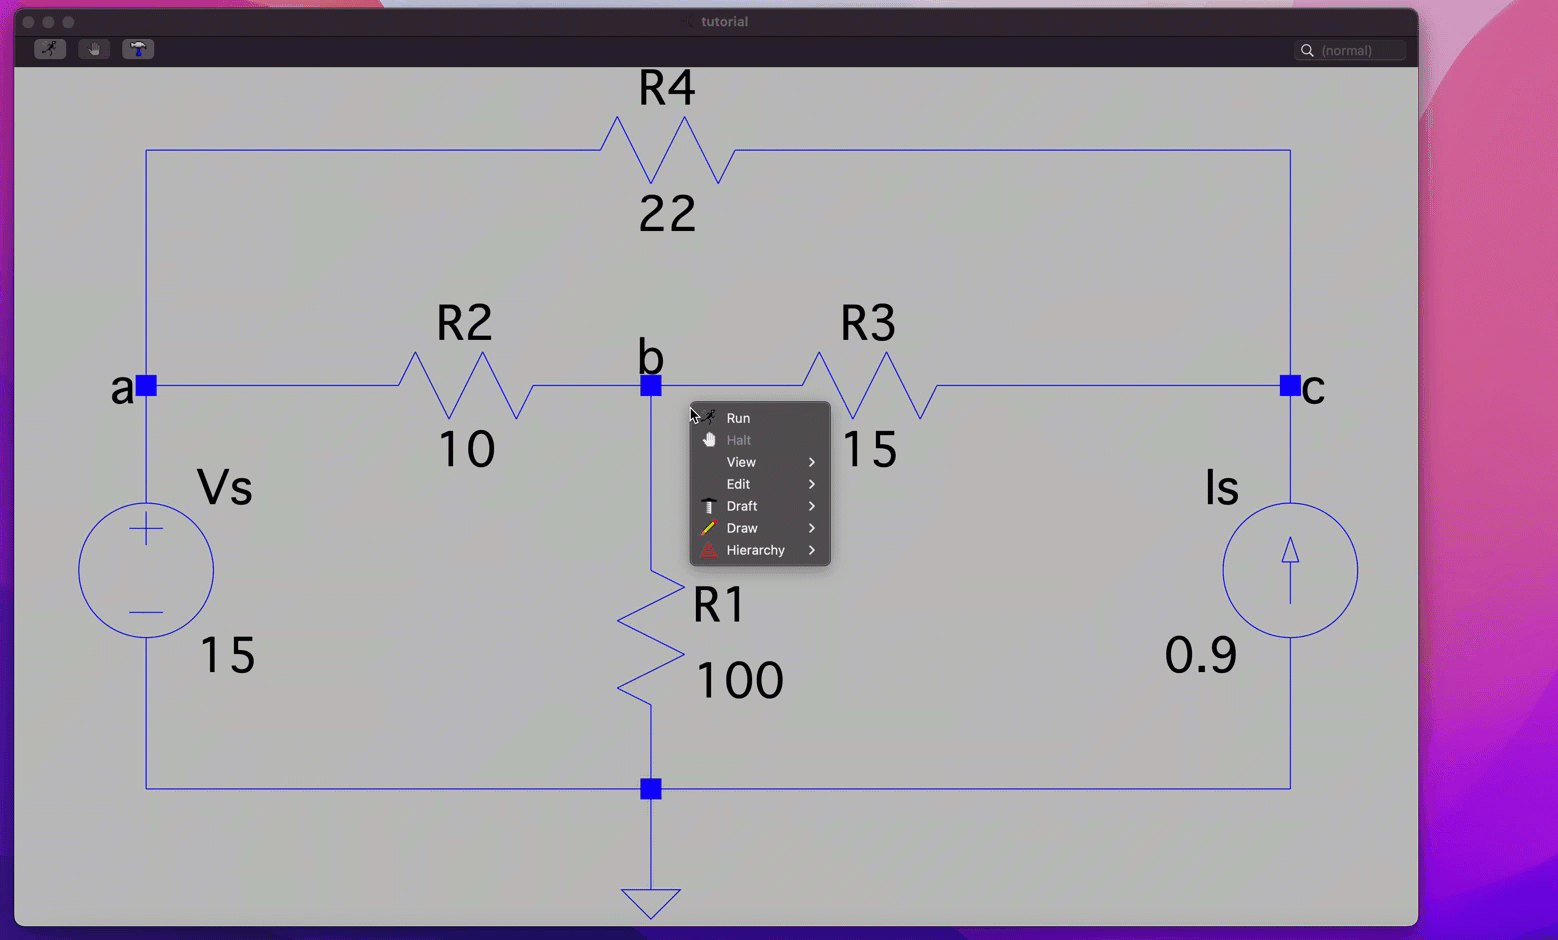 tutorial
(normal)
R4
22
R2
10
b
R3
15
a
c
Run
Halt
View
Edit
Draft
Draw
Hierarchy
Vs
15
Is
0.9
R1
100